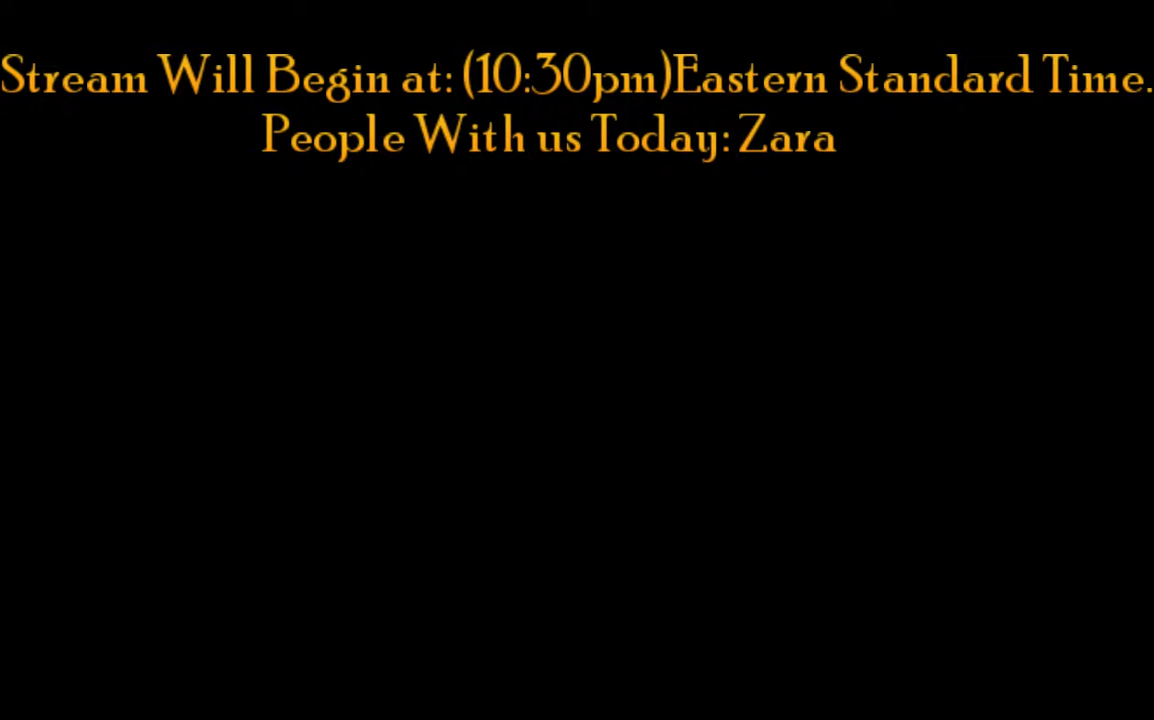 Stream Will Begin at: (10:30pm)Eastern Standard Time.
People With us Today: Zara